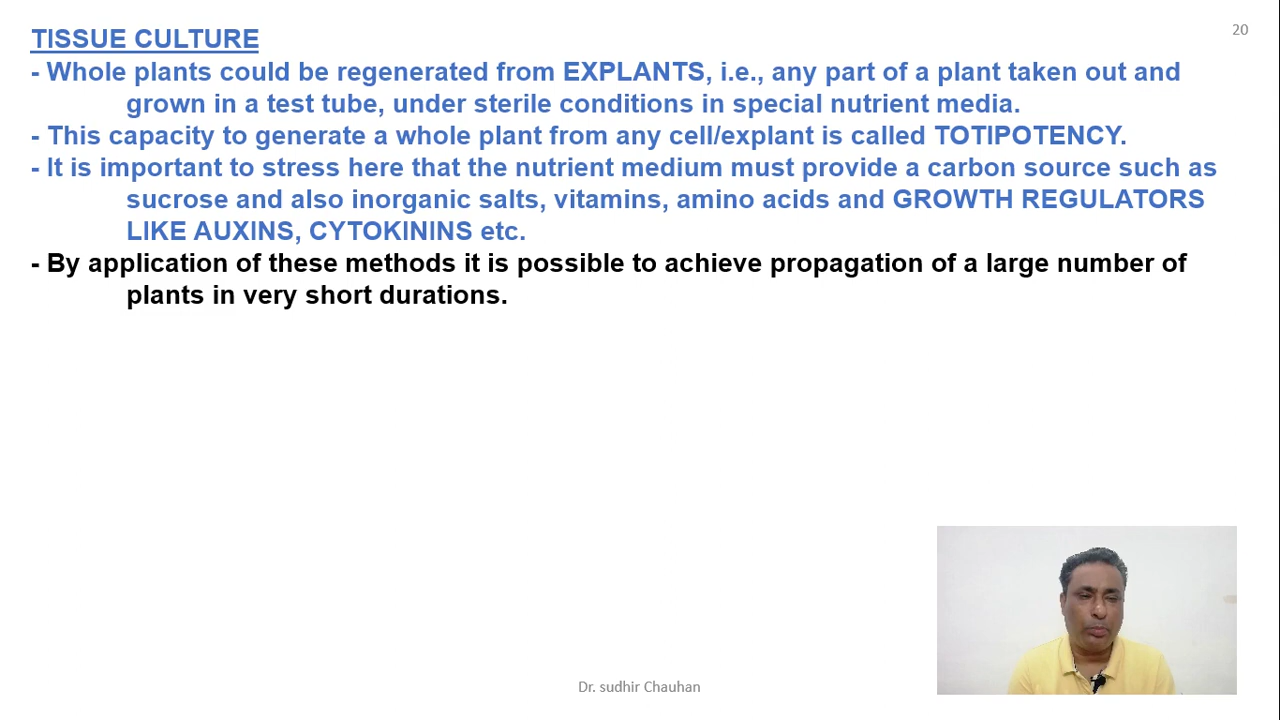 20
TISSUE CULTURE
- Whole plants could be regenerated from EXPLANTS, i.e., any part of a plant taken out and
grown in a test tube, under sterile conditions in special nutrient media.
- This capacity to generate a whole plant from any cell/explant is called TOTIPOTENCY.
- It is important to stress here that the nutrient medium must provide a carbon source such as
sucrose and also inorganic salts, vitamins, amino acids and GROWTH REGULATORS
LIKE AUXINS, CYTOKININS etc.
- By application of these methods it is possible to achieve propagation of a large number of
plants in very short durations.
Dr. sudhir Chauhan